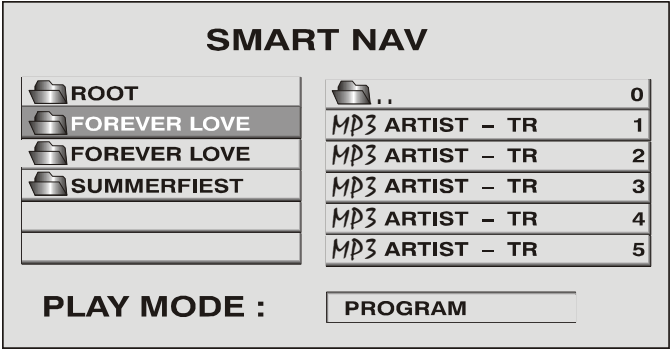 SMART NAV
ROOT
FOREVER LOVE
FOREVER LOVE
SUMMERFIEST
.. 0
MP3 ARTIST – TR 1
MP3 ARTIST – TR 2
MP3 ARTIST – TR 3
MP3 ARTIST – TR 4
MP3 ARTIST – TR 5
PLAY MODE : PROGRAM